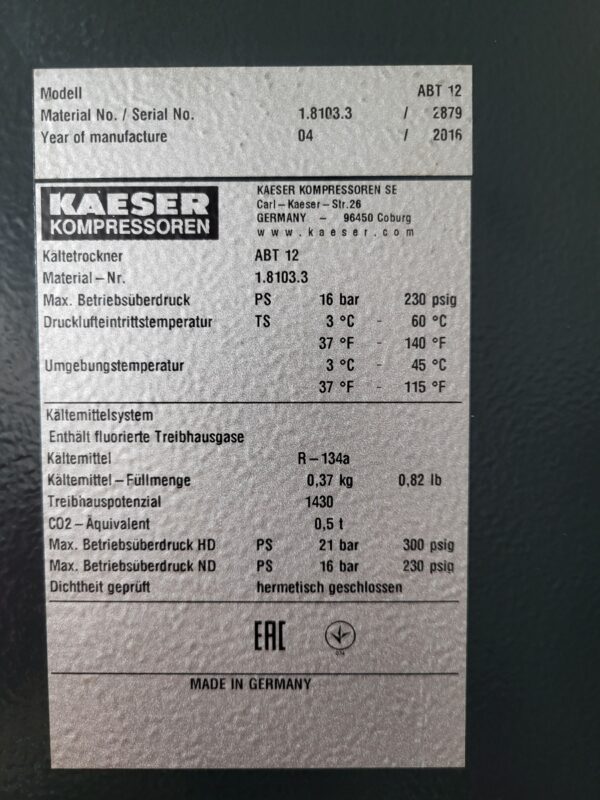 Modell ABT 12
Material No. / Serial No. 1.8103.3 / 2879
Year of manufacture 04 / 2016
KAESER
KOMPRESSOREN
KAESER KOMPRESSOREN SE
Carl-Kaeser-Str.26
GERMANY - 96450 Coburg
www.kaeser.com
Kältetrockner ABT 12
Material-Nr. 1.8103.3
Max. Betriebsüberdruck PS 16 bar 230 psig
Drucklufteintrittstemperatur TS 3 °C - 60 °C
37 °F - 140 °F
Umgebungstemperatur 3 °C - 45 °C
37 °F - 115 °F
Kältemittelsystem
Enthält fluorierte Treibhausgase
Kältemittel R-134a
Kältemittel-Füllmenge 0,37 kg 0,82 lb
Treibhauspotenzial 1430
CO2-Äquivalent 0,5 t
Max. Betriebsüberdruck HD PS 21 bar 300 psig
Max. Betriebsüberdruck ND PS 16 bar 230 psig
Dichtheit geprüft hermetisch geschlossen
EAC
MADE IN GERMANY